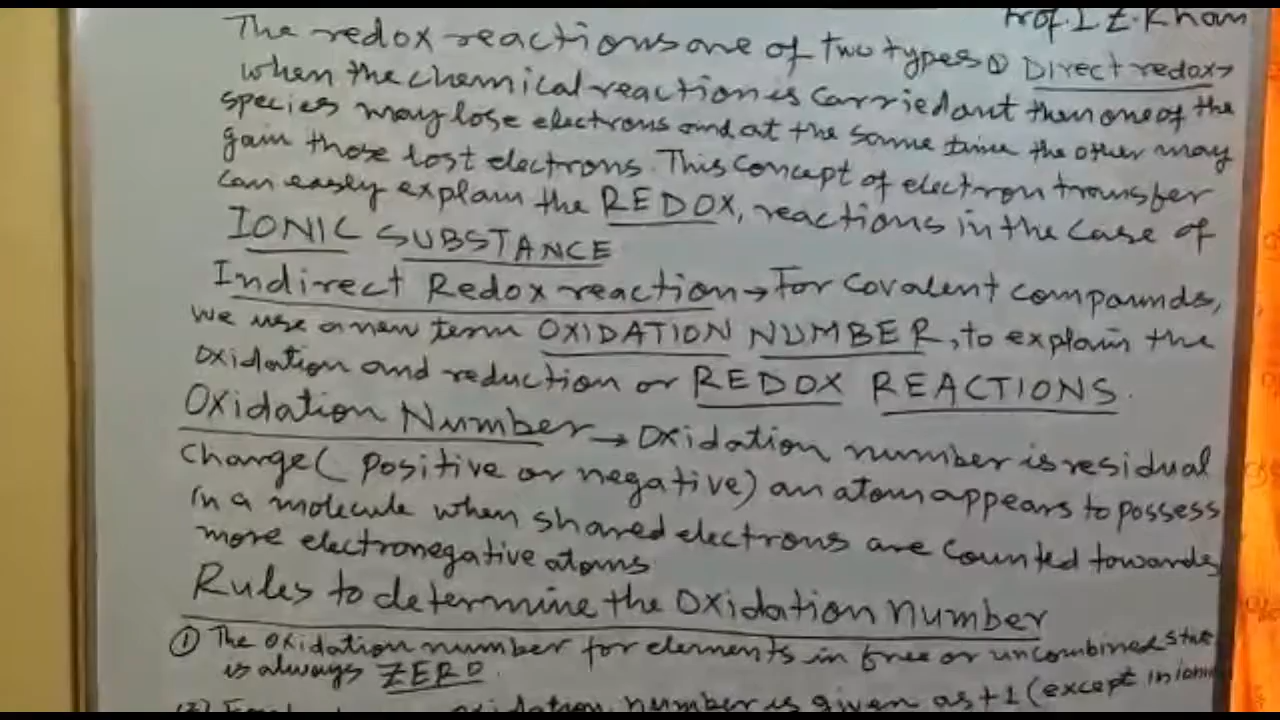 Prof. I Z. Khan
The redox reactions are of two types ① Direct redox→
when the chemical reaction is carried out then one of the
species may lose electrons and at the same time the other may
gain those lost electrons. This concept of electron transfer
can easly explain the REDOX, reactions in the case of
IONIC SUBSTANCE
Indirect Redox reaction → For covalent compounds,
we use a new term OXIDATION NUMBER, to explain the
oxidation and reduction or REDOX REACTIONS.
Oxidation Number → Oxidation number is residual
charge ( positive or negative) an atom appears to possess
in a molecule when shared electrons are counted towards
more electronegative atoms
Rules to determine the Oxidation number
① The oxidation number for elements in free or uncombined state
is always ZERO.
oxidation number is given as +1 (except in